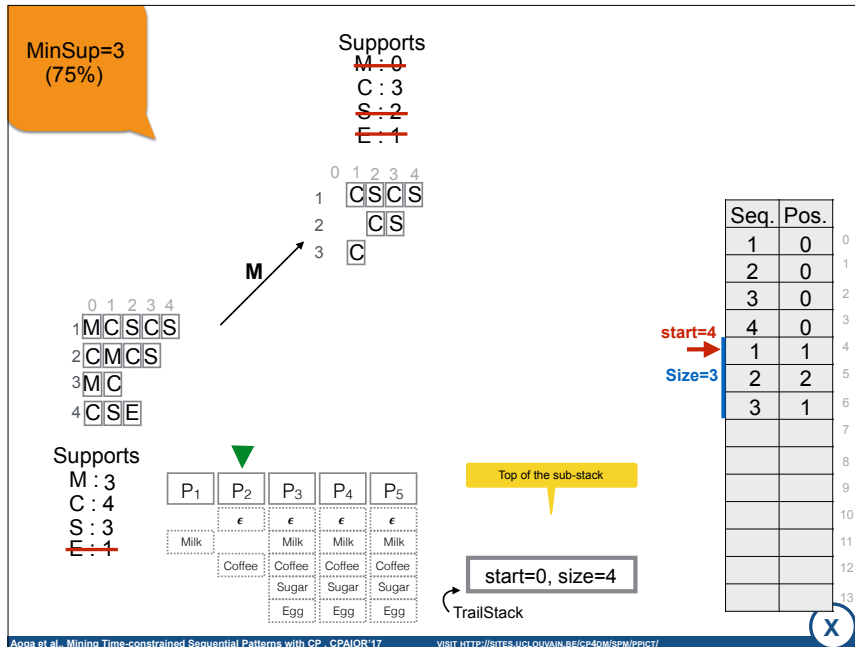 MinSup=3
(75%)
Supports
M : 0
C : 3
S : 2
E : 1
0 1 2 3 4
1 C S C S
2 C S
3 C
M
0 1 2 3 4
1 M C S C S
2 C M C S
3 M C
4 C S E
Supports
M : 3
C : 4
S : 3
E : 1
P1 P2 P3 P4 P5
ϵ ϵ ϵ ϵ
Milk Milk Milk Milk
Coffee Coffee Coffee Coffee
Sugar Sugar Sugar
Egg Egg Egg
Top of the sub-stack
start=0, size=4
TrailStack
start=4
Size=3
Seq. Pos.
1 0 0
2 0 1
3 0 2
4 0 3
1 1 4
2 2 5
3 1 6
7
8
9
10
11
12
13
X
Aoga et al., Mining Time-constrained Sequential Patterns with CP , CPAIOR'17
VISIT HTTP://SITES.UCLOUVAIN.BE/CP4DM/SPM/PPICT/